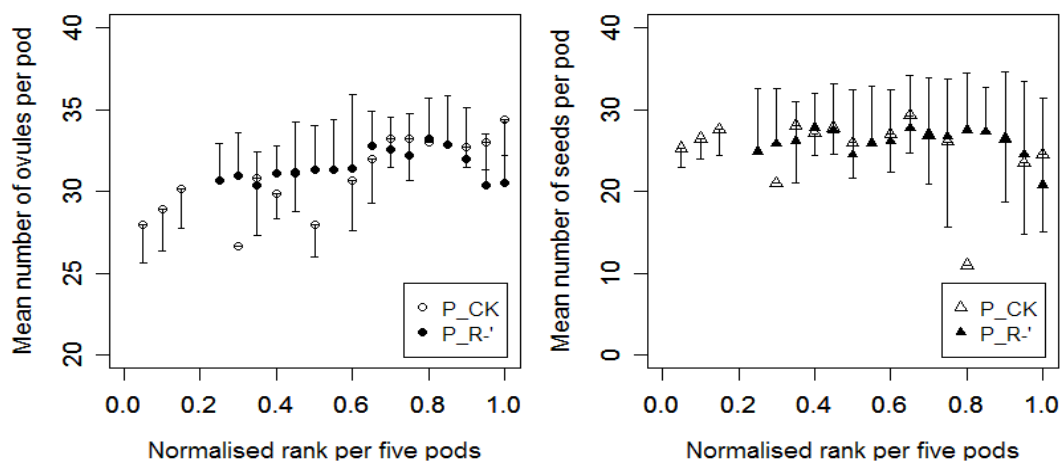 Mean number of ovules per pod
40
35
30
25
20
P_CK
P_R-'
0.0 0.2 0.4 0.6 0.8 1.0
Normalised rank per five pods
Mean number of seeds per pod
40
30
20
10
0
P_CK
P_R-'
0.0 0.2 0.4 0.6 0.8 1.0
Normalised rank per five pods